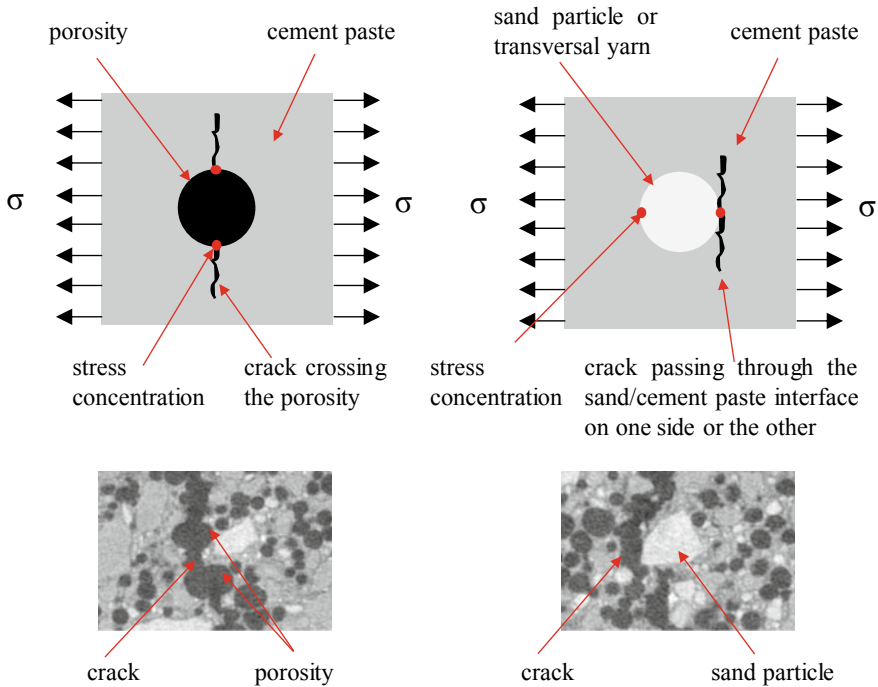 porosity
cement paste
sand particle or
transversal yarn
cement paste
σ
σ
σ
σ
stress
concentration
crack crossing
the porosity
stress
concentration
crack passing through the
sand/cement paste interface
on one side or the other
crack
porosity
crack
sand particle